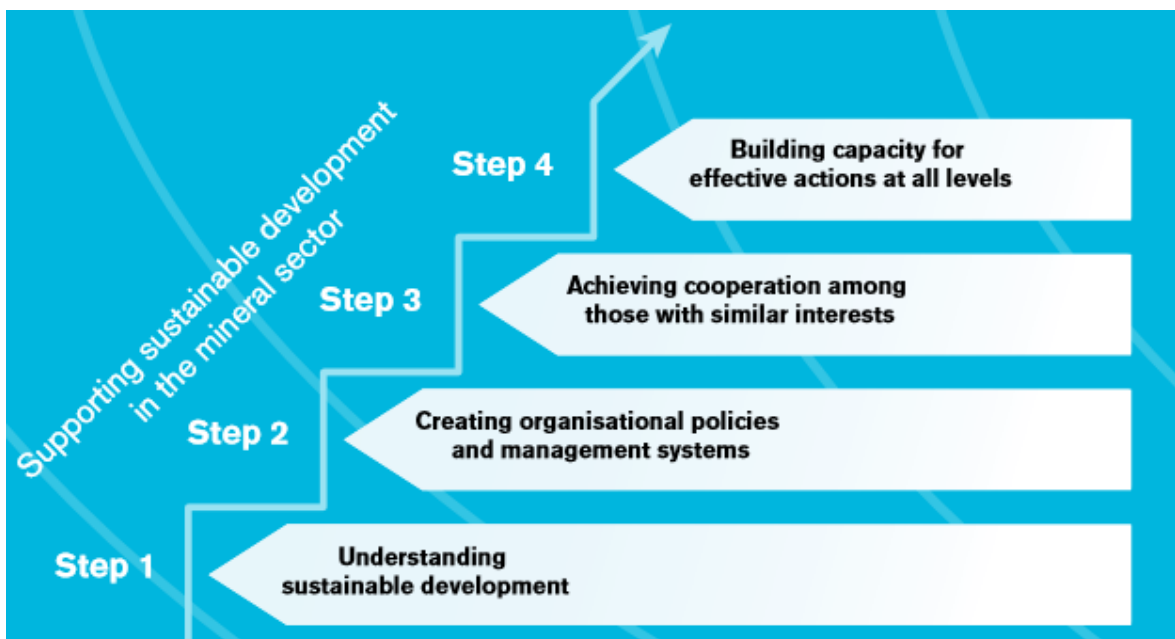 Supporting sustainable development
in the mineral sector
Step 4
Building capacity for
effective actions at all levels
Step 3
Achieving cooperation among
those with similar interests
Step 2
Creating organisational policies
and management systems
Step 1
Understanding
sustainable development